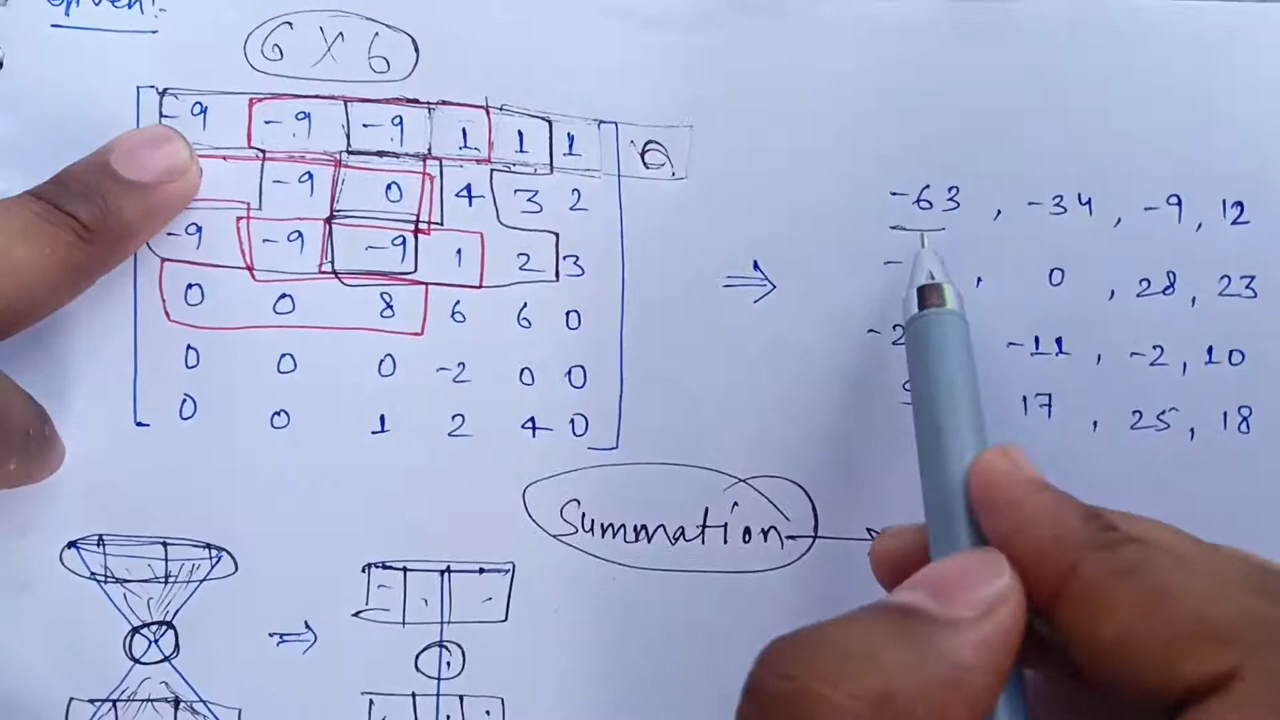 Given:-
6 X 6
-9 -9 -9 1 1 1
-9 0 4 3 2
-9 -9 -9 1 2 3
0 0 8 6 6 0
0 0 0 -2 0 0
0 0 1 2 4 0
⇒
-63 , -34 , -9 , 12
- , 0 , 28 , 23
-2 -11 , -2 , 10
17 , 25 , 18
Summation →
⇒